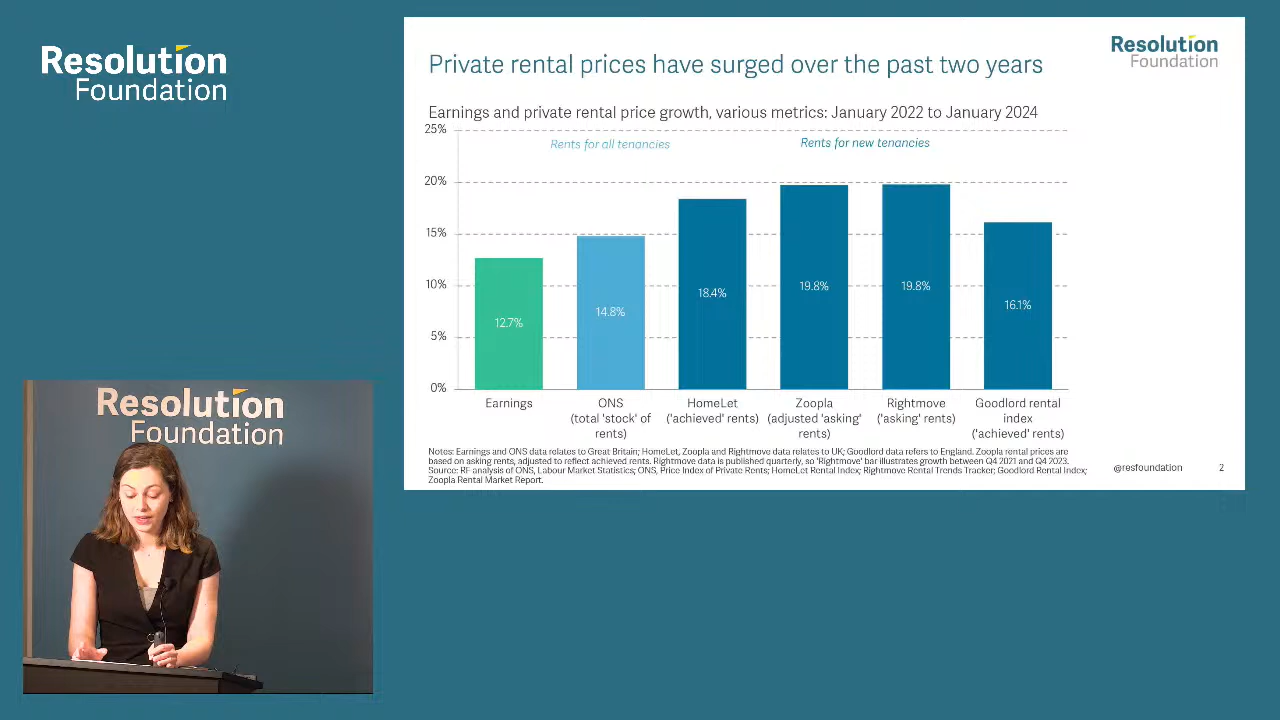 Resolution
Foundation
Resolution
Foundation
Private rental prices have surged over the past two years
Earnings and private rental price growth, various metrics: January 2022 to January 2024
25%
Rents for all tenancies
Rents for new tenancies
20%
15%
10%
5%
0%
12.7%
14.8%
18.4%
19.8%
19.8%
16.1%
Earnings
ONS
(total 'stock' of
rents)
HomeLet
('achieved' rents)
Zoopla
(adjusted 'asking'
rents)
Rightmove
('asking' rents)
Goodlord rental
index
('achieved' rents)
Notes: Earnings and ONS data relates to Great Britain; HomeLet, Zoopla and Rightmove data relates to UK; Goodlord data refers to England. Zoopla rental prices are
based on asking rents, adjusted to reflect achieved rents. Rightmove data is published quarterly, so 'Rightmove' bar illustrates growth between Q4 2021 and Q4 2023.
Source: RF analysis of ONS, Labour Market Statistics; ONS, Price Index of Private Rents; HomeLet Rental Index; Rightmove Rental Trends Tracker; Goodlord Rental Index;
Zoopla Rental Market Report.
@resfoundation
2
Resolution
Foundation